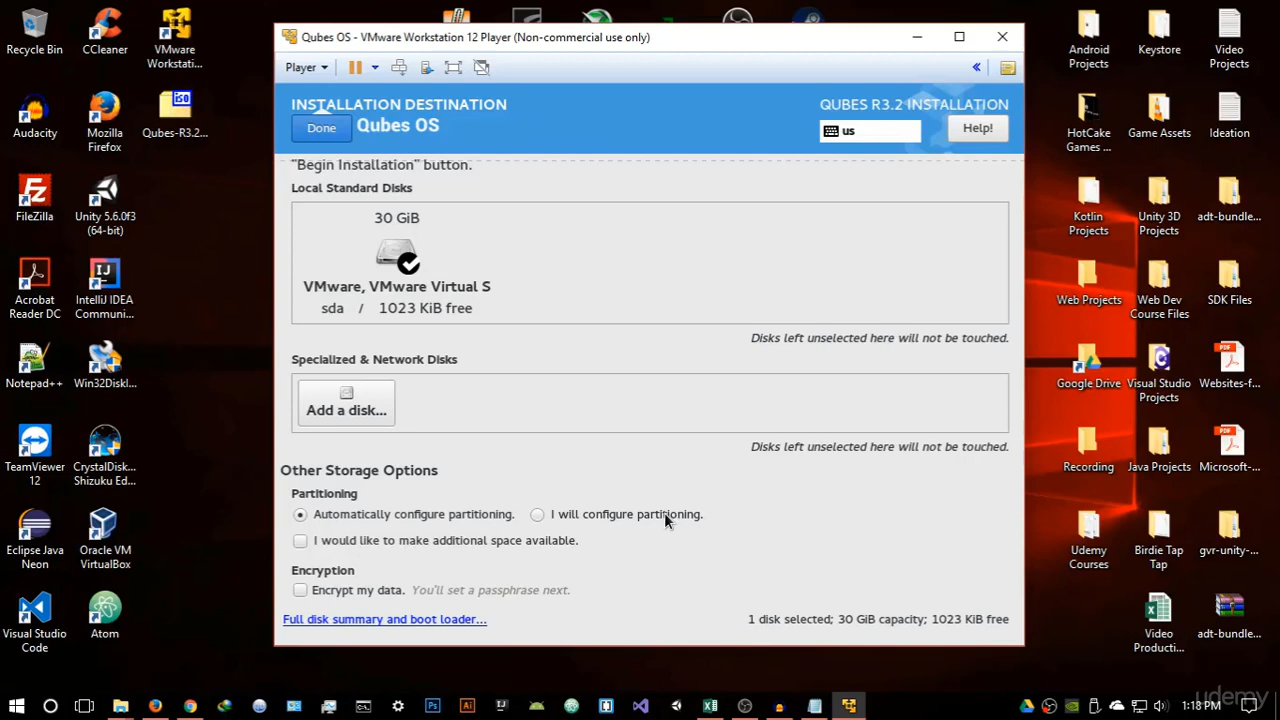 Recycle Bin
CCleaner
VMware
Workstation...
Audacity
Mozilla
Firefox
Qubes-R3.2...
FileZilla
Unity 5.6.0f3
(64-bit)
Acrobat
Reader DC
IntelliJ IDEA
Communi...
Notepad++
Win32DiskI...
TeamViewer
12
CrystalDisk...
Shizuku Ed...
Eclipse Java
Neon
Oracle VM
VirtualBox
Visual Studio
Code
Atom
Qubes OS - VMware Workstation 12 Player (Non-commercial use only)
Player
INSTALLATION DESTINATION
QUBES R3.2 INSTALLATION
Done
Qubes OS
us
Help!
"Begin Installation" button.
Local Standard Disks
30 GiB
VMware, VMware Virtual S
sda / 1023 KiB free
Disks left unselected here will not be touched.
Specialized & Network Disks
Add a disk...
Disks left unselected here will not be touched.
Other Storage Options
Partitioning
Automatically configure partitioning.
I will configure partitioning.
I would like to make additional space available.
Encryption
Encrypt my data. You'll set a passphrase next.
Full disk summary and boot loader...
1 disk selected; 30 GiB capacity; 1023 KiB free
Android
Projects
Keystore
Video
Projects
HotCake
Games ...
Game Assets
Ideation
Kotlin
Projects
Unity 3D
Projects
adt-bundle...
Web Projects
Web Dev
Course Files
SDK Files
Google Drive
Visual Studio
Projects
Websites-f...
Recording
Java Projects
Microsoft-...
Udemy
Courses
Birdie Tap
Tap
gvr-unity-...
Video
Producti...
adt-bundle...
udemy
1:18 PM